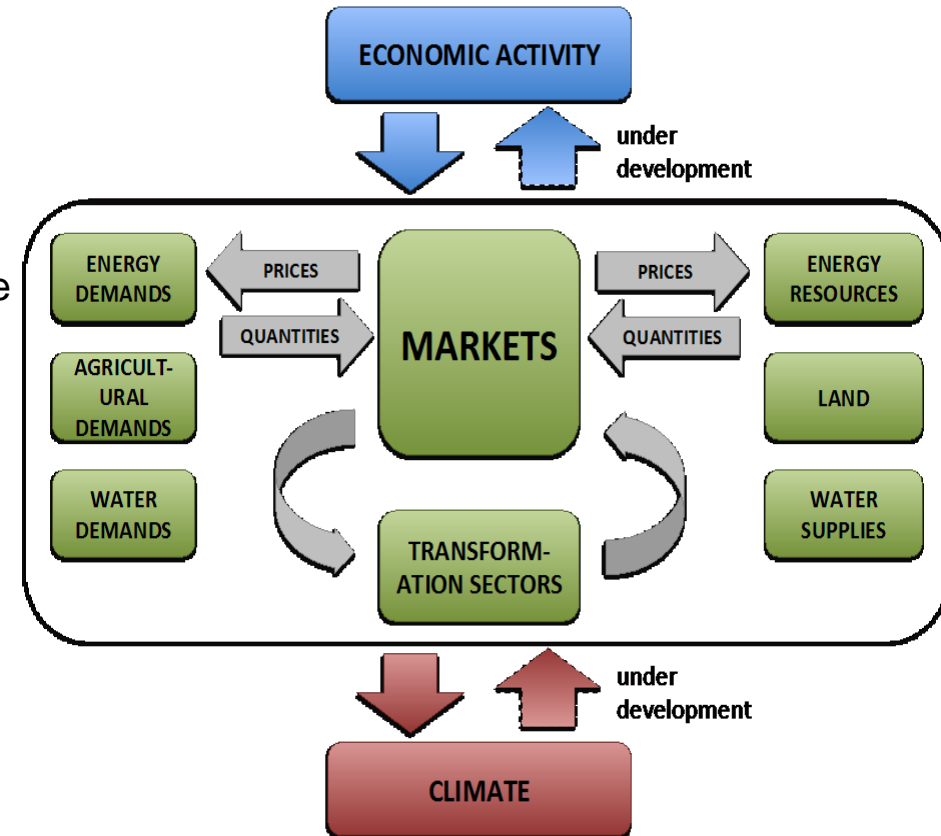 ECONOMIC ACTIVITY
under
development
e
ENERGY
DEMANDS
PRICES
QUANTITIES
AGRICULT-
URAL
DEMANDS
WATER
DEMANDS
MARKETS
TRANSFORM-
ATION SECTORS
PRICES
QUANTITIES
ENERGY
RESOURCES
LAND
WATER
SUPPLIES
under
development
CLIMATE